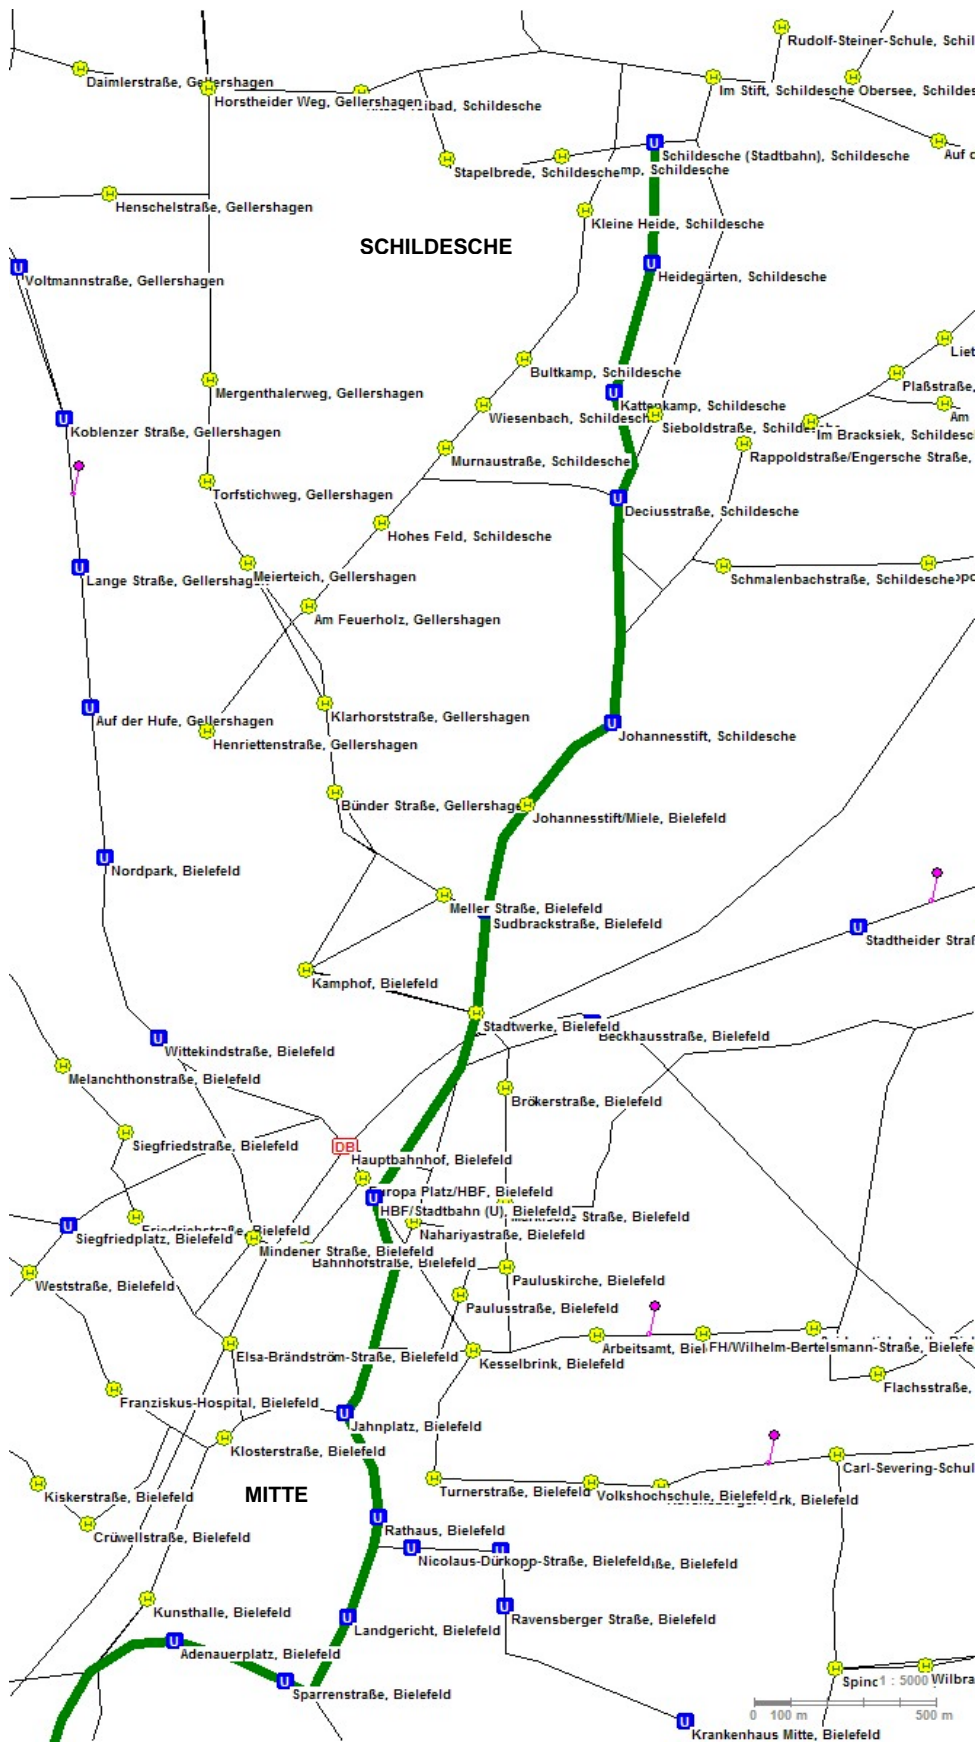 Rudolf-Steiner-Schule, Schil
Daimlerstraße, Gellershagen
Horstheider Weg, Gellershagen
Schildesche
Im Stift, Schildesche
Obersee, Schildes
Stapelbrede, Schildesche
Schildesche (Stadtbahn), Schildesche
Schildesche
Auf
Henschelstraße, Gellershagen
Kleine Heide, Schildesche
SCHILDESCHE
Voltmannstraße, Gellershagen
Heidegärten, Schildesche
Liet
Bultkamp, Schildesche
Plaßstraße,
Mergenthalerweg, Gellershagen
Kattenkamp, Schildesche
Wiesenbach, Schildesche
Am
Sieboldstraße,
Im Bracksiek, Schildesc
Koblenzer Straße, Gellershagen
Murnaustraße, Schildesche
Rappoldstraße/Engersche Straße,
Torfstichweg, Gellershagen
Deciusstraße, Schildesche
Hohes Feld, Schildesche
Lange Straße, Gellershagen
Meierteich, Gellershagen
Schmalenbachstraße, Schildesche
Am Feuerholz, Gellershagen
Auf der Hufe, Gellershagen
Klarhorststraße, Gellershagen
Henriettenstraße, Gellershagen
Johannesstift, Schildesche
Bünder Straße, Gellershage
Johannesstift/Miele, Bielefeld
Nordpark, Bielefeld
Meller Straße, Bielefeld
Sudbrackstraße, Bielefeld
Stadtheider Straß
Kamphof, Bielefeld
Stadtwerke, Bielefeld
Beckhausstraße, Bielefeld
Wittekindstraße, Bielefeld
Melanchthonstraße, Bielefeld
Brökerstraße, Bielefeld
Siegfriedstraße, Bielefeld
DB
Hauptbahnhof, Bielefeld
Europa Platz/HBF, Bielefeld
HBF/Stadtbahn (U), Bielefeld
Straße, Bielefeld
Friedrichstraße, Bielefeld
Siegfriedplatz, Bielefeld
Nahariyastraße, Bielefeld
Mindener Straße, Bielefeld
Bahnhofstraße, Bielefeld
Weststraße, Bielefeld
Pauluskirche, Bielefeld
Paulusstraße, Bielefeld
Elsa-Brändström-Straße, Bielefeld
Kesselbrink, Bielefeld
Arbeitsamt, Biel
FH/Wilhelm-Bertelsmann-Straße, Bielefe
Franziskus-Hospital, Bielefeld
Flachsstraße,
Jahnplatz, Bielefeld
Klosterstraße, Bielefeld
Carl-Severing-Schul
Kiskerstraße, Bielefeld
MITTE
Turnerstraße, Bielefeld
Volkshochschule, Bielefeld
Bielefeld
Crüwellstraße, Bielefeld
Rathaus, Bielefeld
Nicolaus-Dürkopp-Straße, Bielefeld
Bielefeld
Kunsthalle, Bielefeld
Landgericht, Bielefeld
Ravensberger Straße, Bielefeld
Adenauerplatz, Bielefeld
Sparrenstraße, Bielefeld
Spind
1 : 5000
Wilbra
0 100 m 500 m
Krankenhaus Mitte, Bielefeld